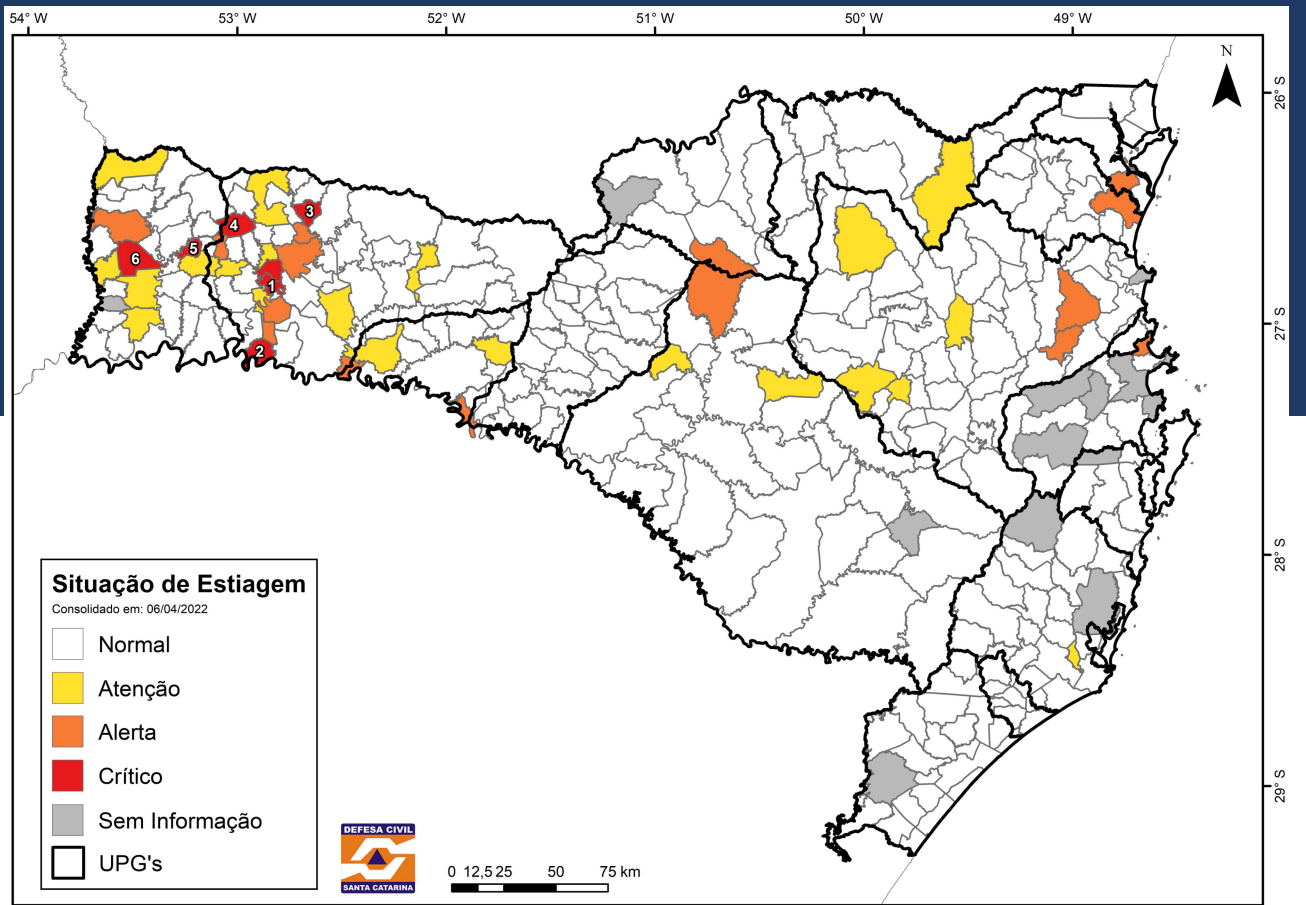 54° W 53° W 52° W 51° W 50° W 49° W
N
26° S
3
4
5
6
1
27° S
2
28° S
Situação de Estiagem
Consolidado em: 06/04/2022
Normal
Atenção
Alerta
Crítico
Sem Informação
UPG's
29° S
DEFESA CIVIL
SANTA CATARINA
0 12,5 25 50 75 km